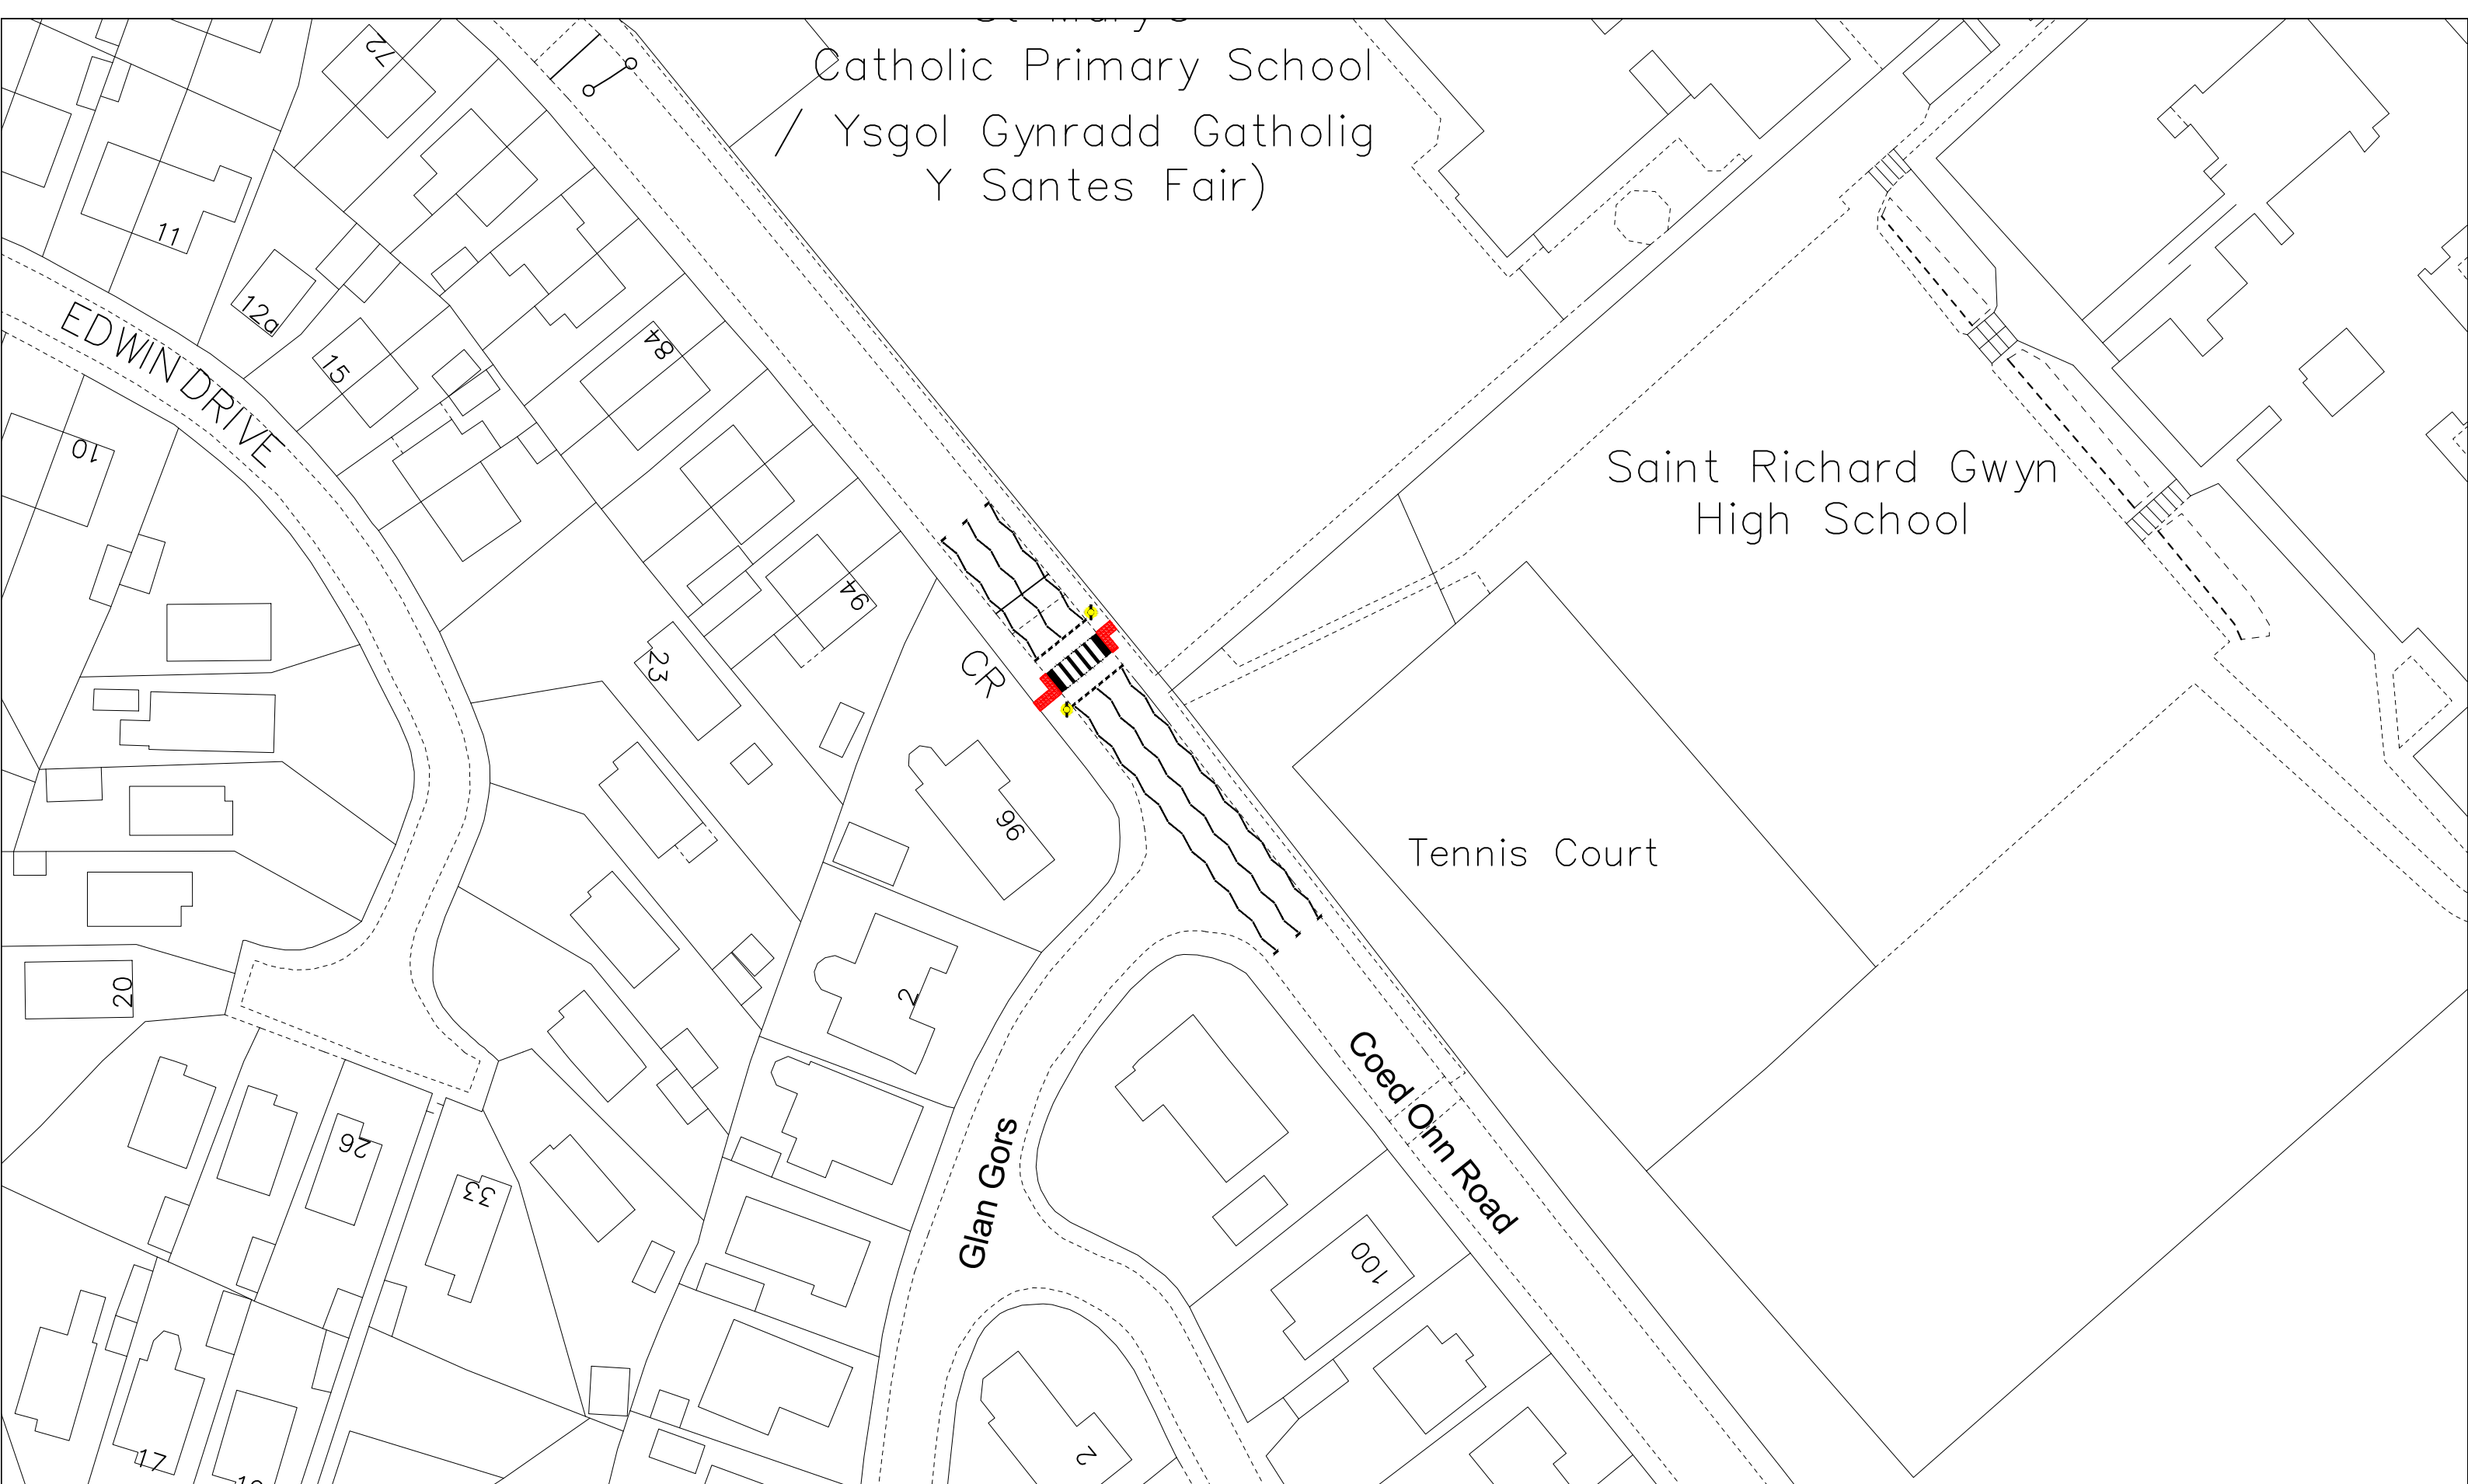 Catholic Primary School
/ Ysgol Gynradd Gatholig
Y Santes Fair)
72
11
12a
EDWIN DRIVE
15
84
10
Saint Richard Gwyn
High School
94
23
CR
96
Tennis Court
20
2
Coed Onn Road
26
33
Glan Gors
100
17
2